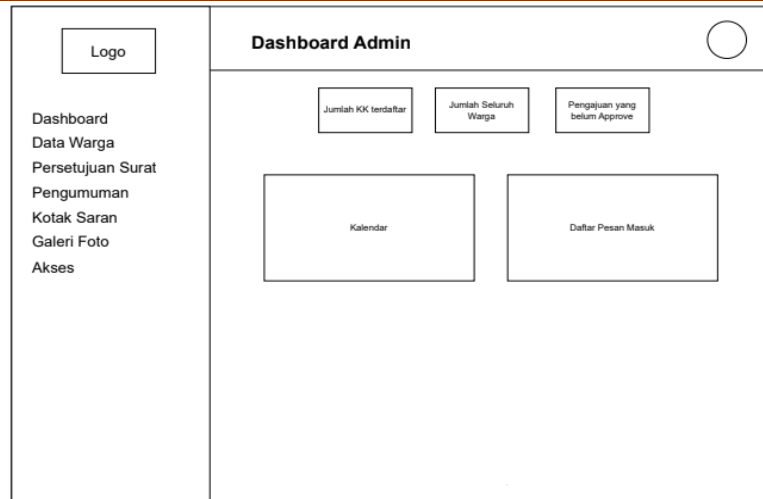 Logo
Dashboard Admin
Dashboard
Data Warga
Persetujuan Surat
Pengumuman
Kotak Saran
Galeri Foto
Akses
Jumlah KK terdaftar
Jumlah Seluruh
Warga
Pengajuan yang
belum Approve
Kalendar
Daftar Pesan Masuk